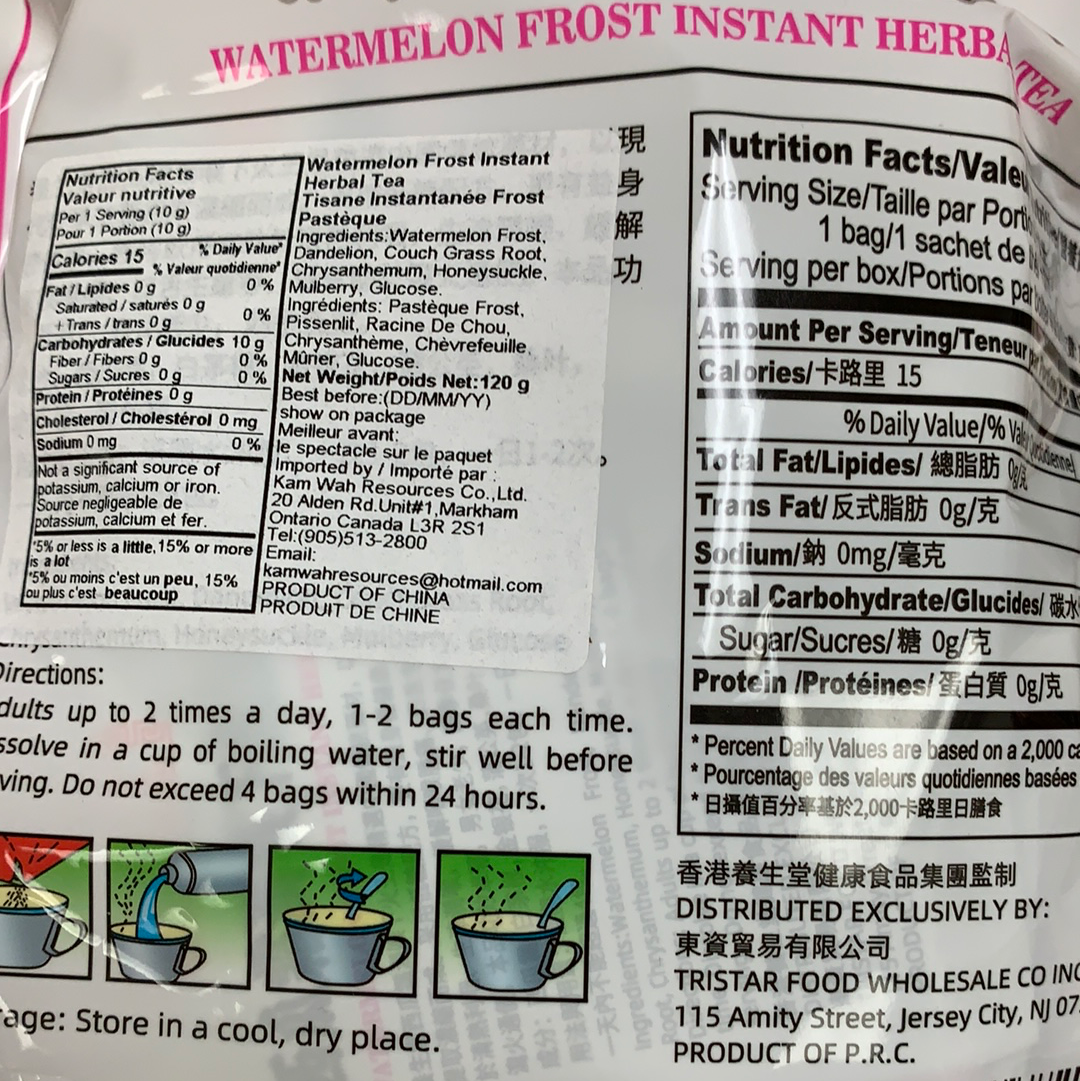 WATERMELON FROST INSTANT HERBA TEA
Nutrition Facts
Valeur nutritive
Per 1 Serving (10 g)
Pour 1 Portion (10 g)
Calories 15 % Daily Value*
% Valeur quotidienne*
Fat / Lipides 0 g 0 %
Saturated / saturés 0 g
+ Trans / trans 0 g 0 %
Carbohydrates / Glucides 10 g
Fiber / Fibers 0 g 0 %
Sugars / Sucres 0 g 0 %
Protein / Protéines 0 g
Cholesterol / Cholestérol 0 mg
Sodium 0 mg 0 %
Not a significant source of
potassium, calcium or iron.
Source negligeable de
potassium, calcium et fer.
*5% or less is a little, 15% or more
is a lot
*5% ou moins c'est un peu, 15%
ou plus c'est beaucoup
Watermelon Frost Instant
Herbal Tea
Tisane Instantanée Frost
Pastèque
Ingredients:Watermelon Frost,
Dandelion, Couch Grass Root,
Chrysanthemum, Honeysuckle,
Mulberry, Glucose.
Ingrédients: Pastèque Frost,
Pissenlit, Racine De Chou,
Chrysanthème, Chèvrefeuille,
Mûrier, Glucose.
Net Weight/Poids Net:120 g
Best before:(DD/MM/YY)
show on package
Meilleur avant:
le spectacle sur le paquet
Imported by / Importé par :
Kam Wah Resources Co.,Ltd.
20 Alden Rd.Unit#1,Markham
Ontario Canada L3R 2S1
Tel:(905)513-2800
Email:
kamwahresources@hotmail.com
PRODUCT OF CHINA
PRODUIT DE CHINE
現
身
解
功
Directions:
dults up to 2 times a day, 1-2 bags each time.
ssolve in a cup of boiling water, stir well before
ving. Do not exceed 4 bags within 24 hours.
rage: Store in a cool, dry place.
Nutrition Facts/Valeu
Serving Size/Taille par Porti
1 bag/1 sachet de
Serving per box/Portions par
Amount Per Serving/Teneur
Calories/卡路里 15
% Daily Value/% Valeur quotidienne
Total Fat/Lipides/ 總脂肪 0g/克
Trans Fat/ 反式脂肪 0g/克
Sodium/鈉 0mg/毫克
Total Carbohydrate/Glucides/ 碳水
Sugar/Sucres/ 糖 0g/克
Protein /Protéines/ 蛋白質 0g/克
* Percent Daily Values are based on a 2,000 ca
* Pourcentage des valeurs quotidiennes basées
* 日攝值百分率基於2,000卡路里日膳食
香港養生堂健康食品集團監制
DISTRIBUTED EXCLUSIVELY BY:
東資貿易有限公司
TRISTAR FOOD WHOLESALE CO INC
115 Amity Street, Jersey City, NJ 07
PRODUCT OF P.R.C.